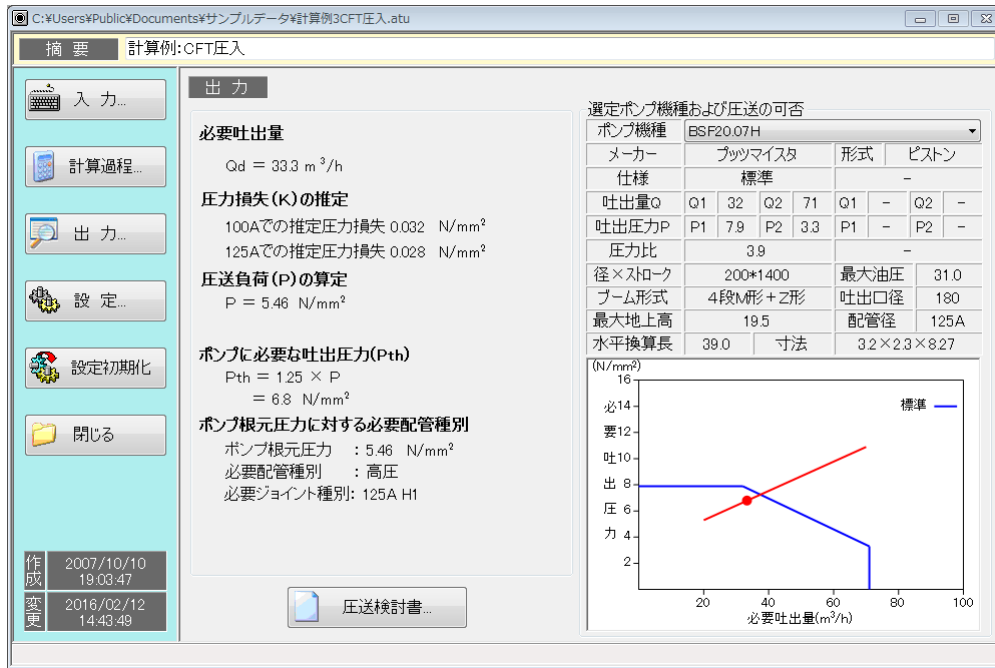 C:¥Users¥Public¥Documents¥サンプルデータ¥計算例3CFT圧入.atu
摘 要 計算例:CFT圧入
入 力...
計算過程...
出 力...
設 定...
設定初期化
閉じる
作成 2007/10/10 19:03:47
変更 2016/02/12 14:43:49
出 力
必要吐出量
Qd = 33.3 m³/h
圧力損失(K)の推定
100Aでの推定圧力損失 0.032 N/mm²
125Aでの推定圧力損失 0.028 N/mm²
圧送負荷(P)の算定
P = 5.46 N/mm²
ポンプに必要な吐出圧力(Pth)
Pth = 1.25 × P
= 6.8 N/mm²
ポンプ根元圧力に対する必要配管種別
ポンプ根元圧力 : 5.46 N/mm²
必要配管種別 : 高圧
必要ジョイント種別: 125A H1
圧送検討書...
選定ポンプ機種および圧送の可否
ポンプ機種 BSF20.07H
メーカー プッツマイスタ 形式 ピストン
仕様 標準 -
吐出量Q Q1 32 Q2 71 Q1 - Q2 -
吐出圧力P P1 7.9 P2 3.3 P1 - P2 -
圧力比 3.9 -
径×ストローク 200*1400 最大油圧 31.0
ブーム形式 4段M形+Z形 吐出口径 180
最大地上高 19.5 配管径 125A
水平換算長 39.0 寸法 3.2×2.3×8.27
(N/mm²)
必要吐出圧力
16
14
12
10
8
6
4
2
標準
20 40 60 80 100
必要吐出量(m³/h)